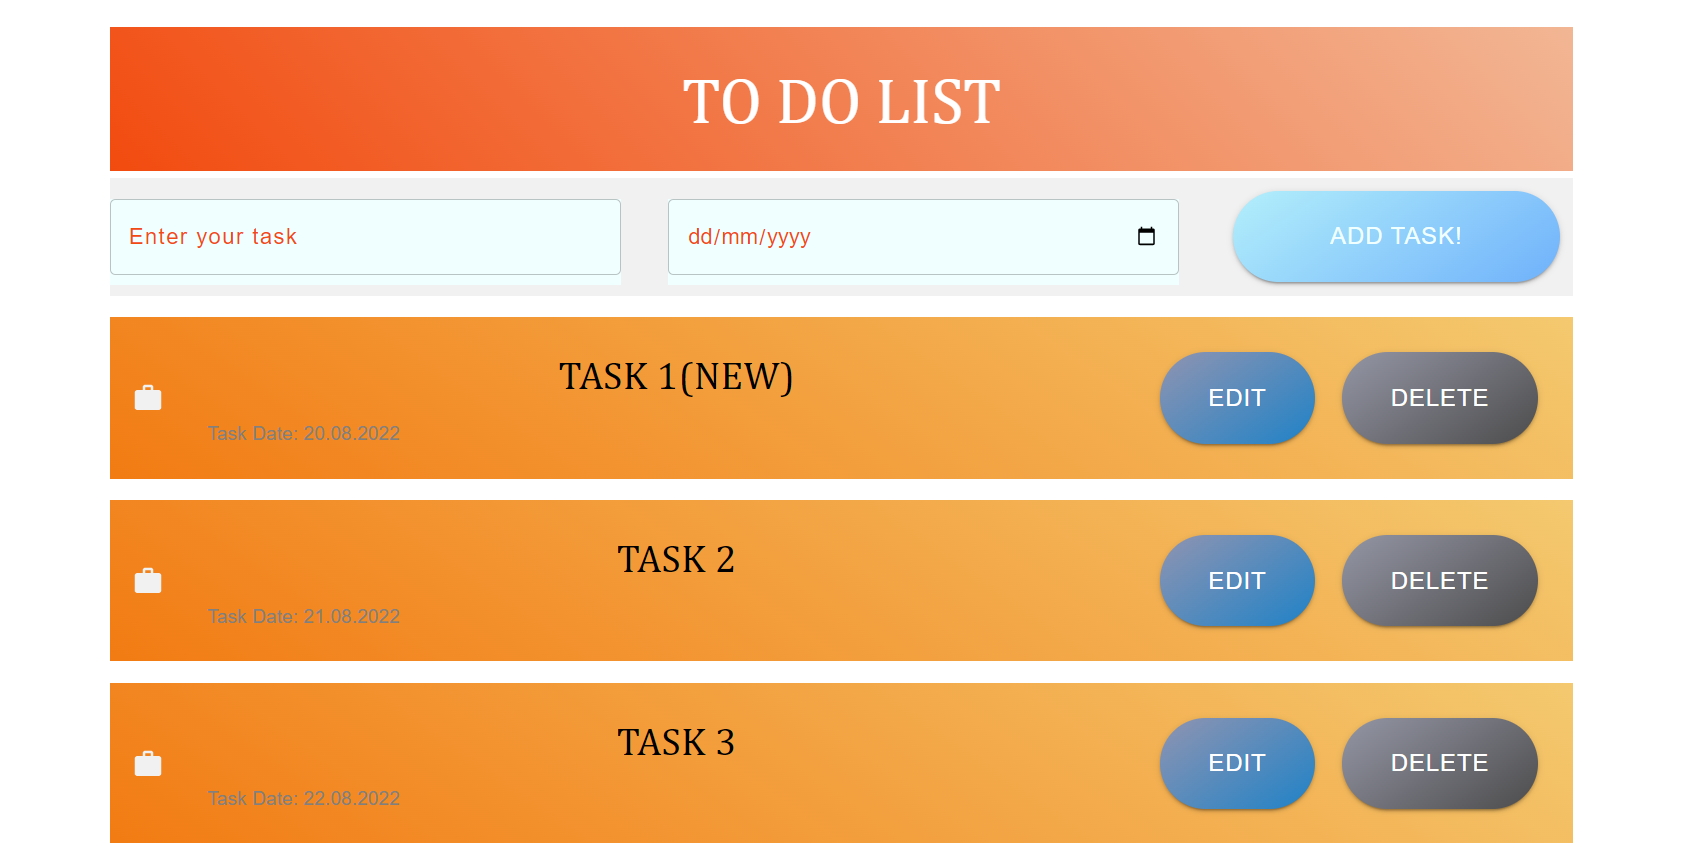 TO DO LIST
Enter your task
dd/mm/yyyy
ADD TASK!
TASK 1(NEW)
Task Date: 20.08.2022
EDIT
DELETE
TASK 2
Task Date: 21.08.2022
EDIT
DELETE
TASK 3
Task Date: 22.08.2022
EDIT
DELETE